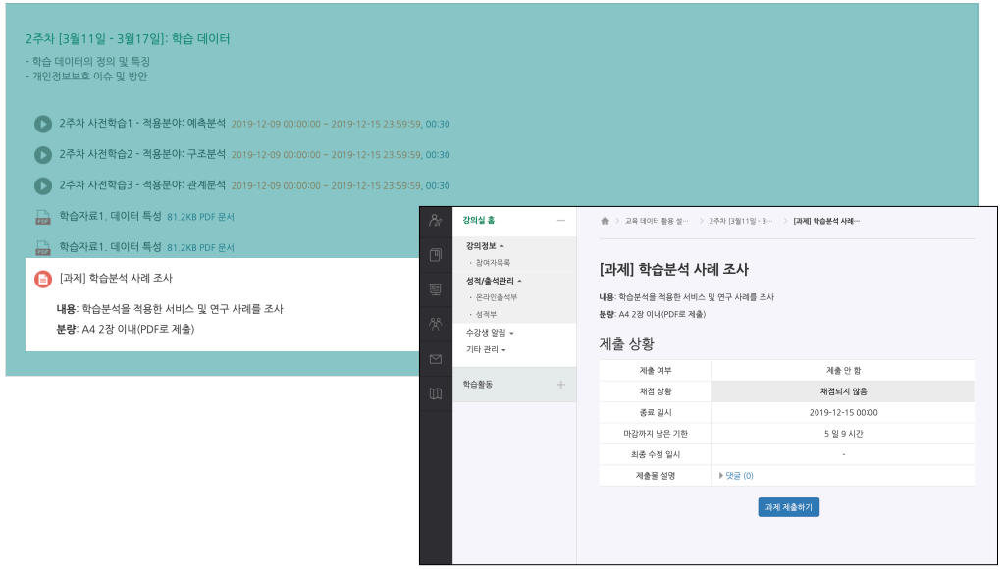 2주차 [3월11일 - 3월17일]: 학습 데이터
- 학습 데이터의 정의 및 특징
- 개인정보보호 이슈 및 방안
2주차 사전학습1 - 적용분야: 예측분석 2019-12-09 00:00:00 ~ 2019-12-15 23:59:59, 00:30
2주차 사전학습2 - 적용분야: 구조분석 2019-12-09 00:00:00 ~ 2019-12-15 23:59:59, 00:30
2주차 사전학습3 - 적용분야: 관계분석 2019-12-09 00:00:00 ~ 2019-12-15 23:59:59, 00:30
PDF 학습자료1. 데이터 특성 81.2KB PDF 문서
PDF 학습자료1. 데이터 특성 81.2KB PDF 문서
[과제] 학습분석 사례 조사
내용: 학습분석을 적용한 서비스 및 연구 사례를 조사
분량: A4 2장 이내(PDF로 제출)
강의실 홈
강의정보
· 참여자목록
성적/출석관리
· 온라인출석부
· 성적부
수강생 알림
기타 관리
학습활동
교육 데이터 활용 설··· > 2주차 [3월11일 - 3··· > [과제] 학습분석 사례···
[과제] 학습분석 사례 조사
내용: 학습분석을 적용한 서비스 및 연구 사례를 조사
분량: A4 2장 이내(PDF로 제출)
제출 상황
제출 여부 제출 안 함
채점 상황 채점되지 않음
종료 일시 2019-12-15 00:00
마감까지 남은 기한 5 일 9 시간
최종 수정 일시 -
제출물 설명 댓글 (0)
과제 제출하기